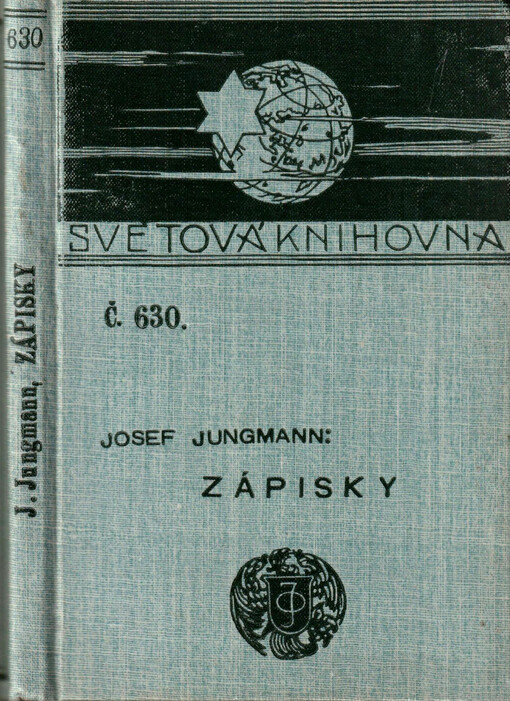 630
J. Jungmann, ZÁPISKY
SVĚTOVÁ KNIHOVNA
Č. 630.
JOSEF JUNGMANN:
ZÁPISKY